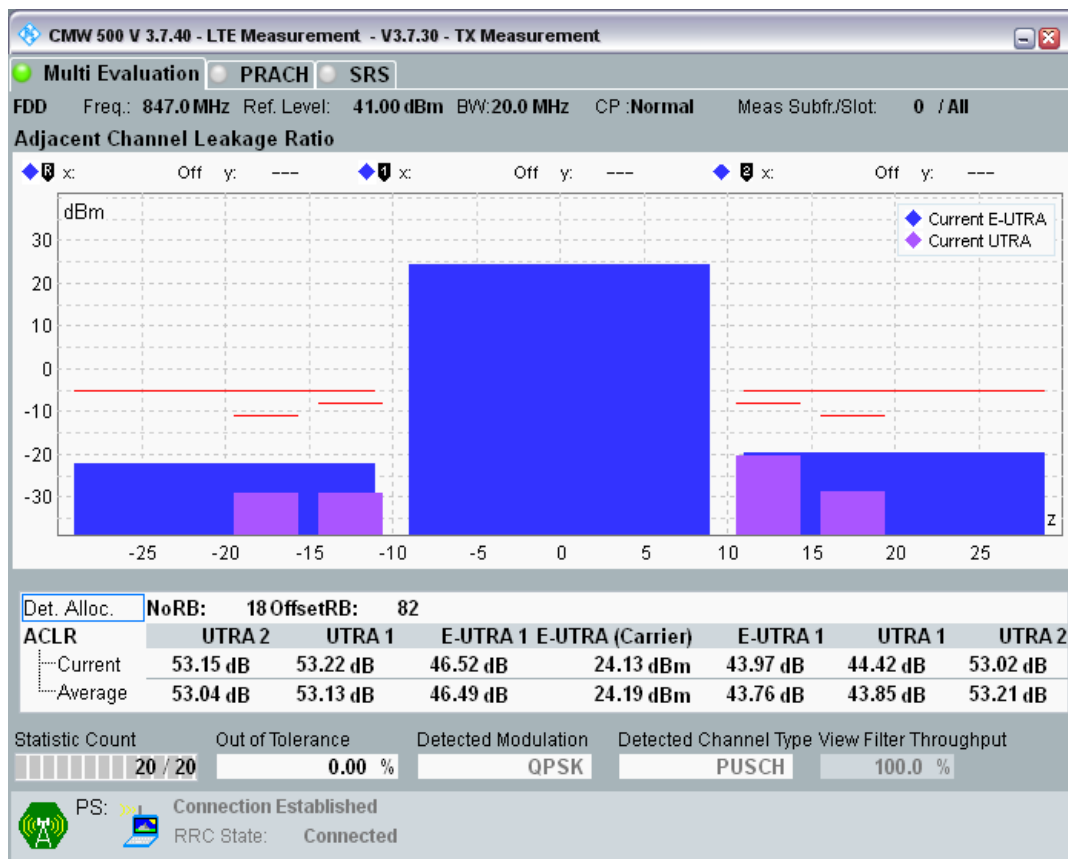 CMW 500 V 3.7.40 - LTE Measurement - V3.7.30 - TX Measurement
Multi Evaluation PRACH SRS
FDD Freq.: 847.0 MHz Ref. Level: 41.00 dBm BW:20.0 MHz CP :Normal Meas Subfr./Slot: 0 / All
Adjacent Channel Leakage Ratio
R x: Off y: --- 1 x: Off y: --- 2 x: Off y: ---
dBm
Current E-UTRA
Current UTRA
30
20
10
0
-10
-20
-30
z
-25 -20 -15 -10 -5 0 5 10 15 20 25
Det. Alloc. NoRB: 18 OffsetRB: 82
ACLR UTRA 2 UTRA 1 E-UTRA 1 E-UTRA (Carrier) E-UTRA 1 UTRA 1 UTRA 2
Current 53.15 dB 53.22 dB 46.52 dB 24.13 dBm 43.97 dB 44.42 dB 53.02 dB
Average 53.04 dB 53.13 dB 46.49 dB 24.19 dBm 43.76 dB 43.85 dB 53.21 dB
Statistic Count Out of Tolerance Detected Modulation Detected Channel Type View Filter Throughput
20 / 20 0.00 % QPSK PUSCH 100.0 %
PS: Connection Established
RRC State: Connected